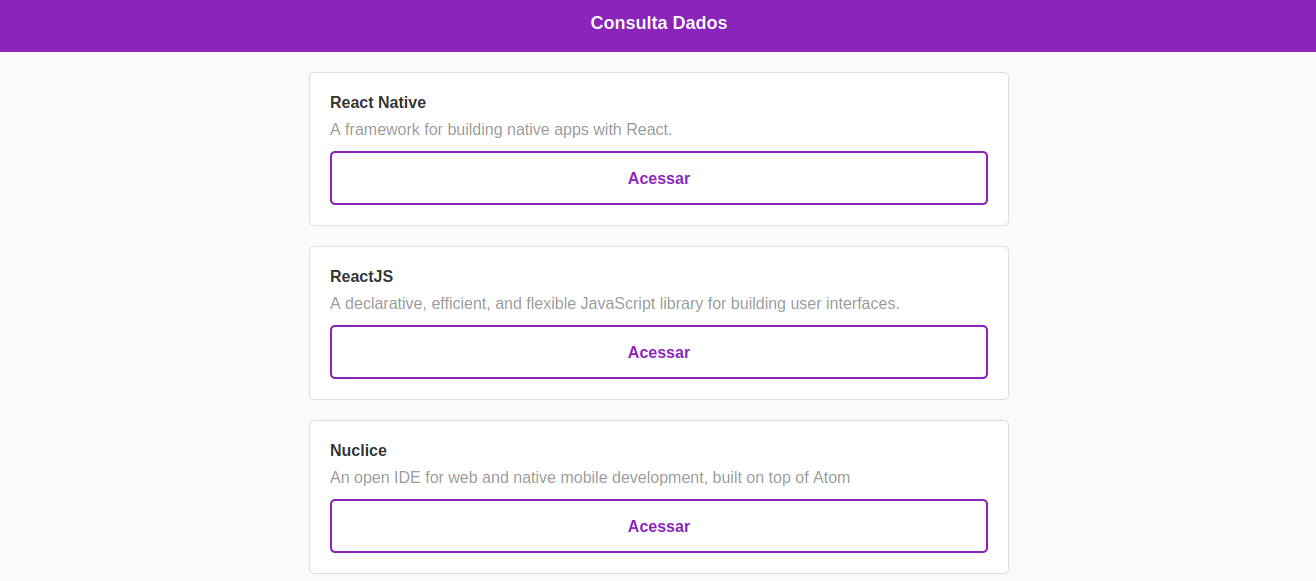 Consulta Dados
React Native
A framework for building native apps with React.
Acessar
ReactJS
A declarative, efficient, and flexible JavaScript library for building user interfaces.
Acessar
Nuclice
An open IDE for web and native mobile development, built on top of Atom
Acessar